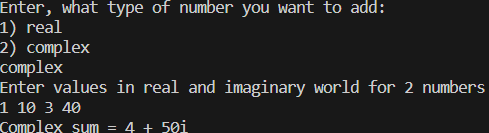 Enter, what type of number you want to add:
1) real
2) complex
complex
Enter values in real and imaginary world for 2 numbers
1 10 3 40
Complex sum = 4 + 50i